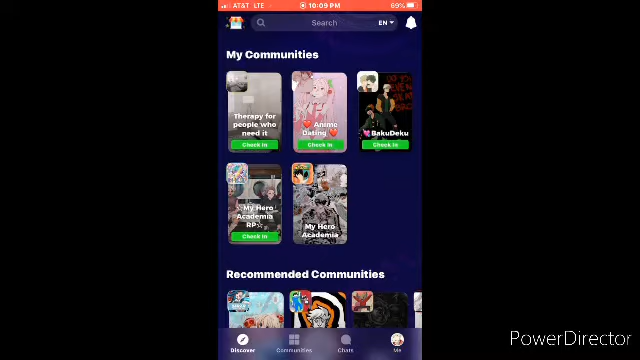 AT&T LTE 10:09 PM 69%
Search EN
My Communities
Therapy for
people who
need it
Check In
Anime
Dating
Check In
BakuDeku
Check In
My Hero
Academia
RP☆
Check In
My Hero
Academia
Recommended Communities
Discover Communities Chats Me
PowerDirector